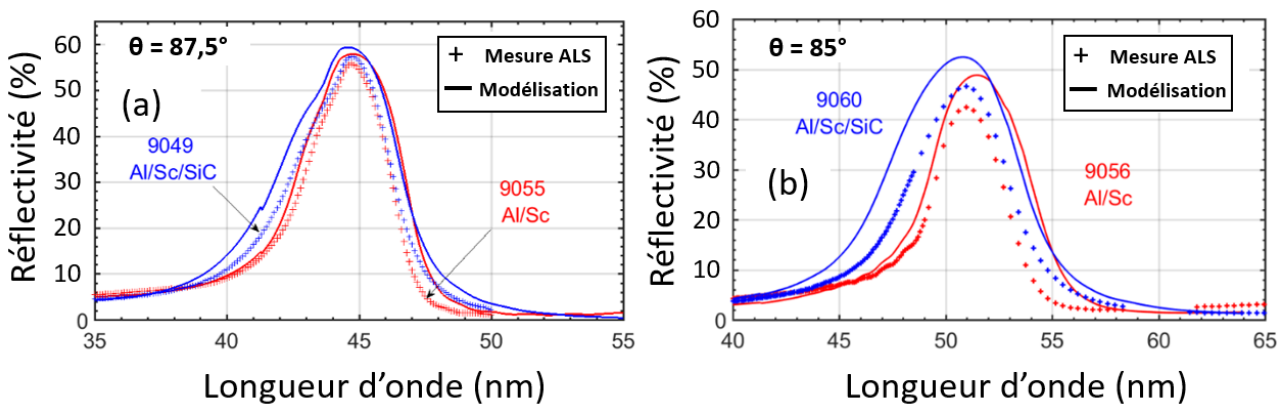 60
50
40
30
20
10
0
35
40
45
50
55
Réflectivité (%)
Longueur d'onde (nm)
θ = 87,5°
+ Mesure ALS
Modélisation
(a)
9049
Al/Sc/SiC
9055
Al/Sc
60
50
40
30
20
10
0
40
45
50
55
60
65
Réflectivité (%)
Longueur d'onde (nm)
θ = 85°
+ Mesure ALS
Modélisation
9060
Al/Sc/SiC
(b)
9056
Al/Sc